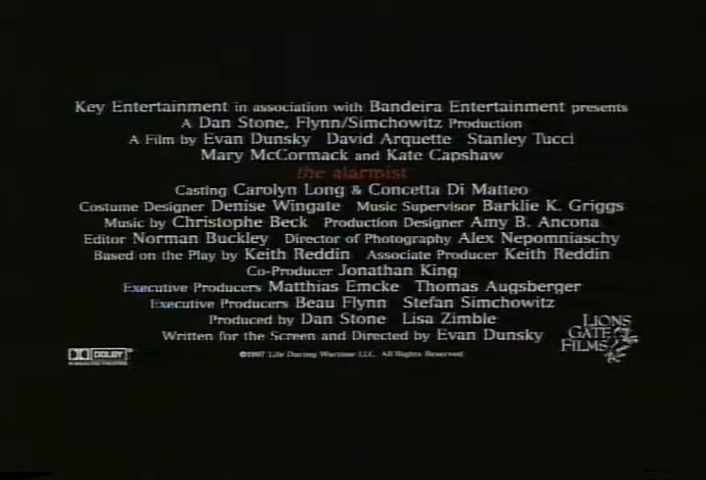 Key Entertainment in association with Bandeira Entertainment presents
A Dan Stone, Flynn/Simchowitz Production
A Film by Evan Dunsky David Arquette Stanley Tucci
Mary McCormack and Kate Capshaw
the alarmist
Casting Carolyn Long & Concetta Di Matteo
Costume Designer Denise Wingate Music Supervisor Barklie K. Griggs
Music by Christophe Beck Production Designer Amy B. Ancona
Editor Norman Buckley Director of Photography Alex Nepomniaschy
Based on the Play by Keith Reddin Associate Producer Keith Reddin
Co-Producer Jonathan King
Executive Producers Matthias Emcke Thomas Augsberger
Executive Producers Beau Flynn Stefan Simchowitz
Produced by Dan Stone Lisa Zimble
Written for the Screen and Directed by Evan Dunsky
LIONS
GATE
FILMS
DOLBY
©1997 Life During Wartime LLC. All Rights Reserved.